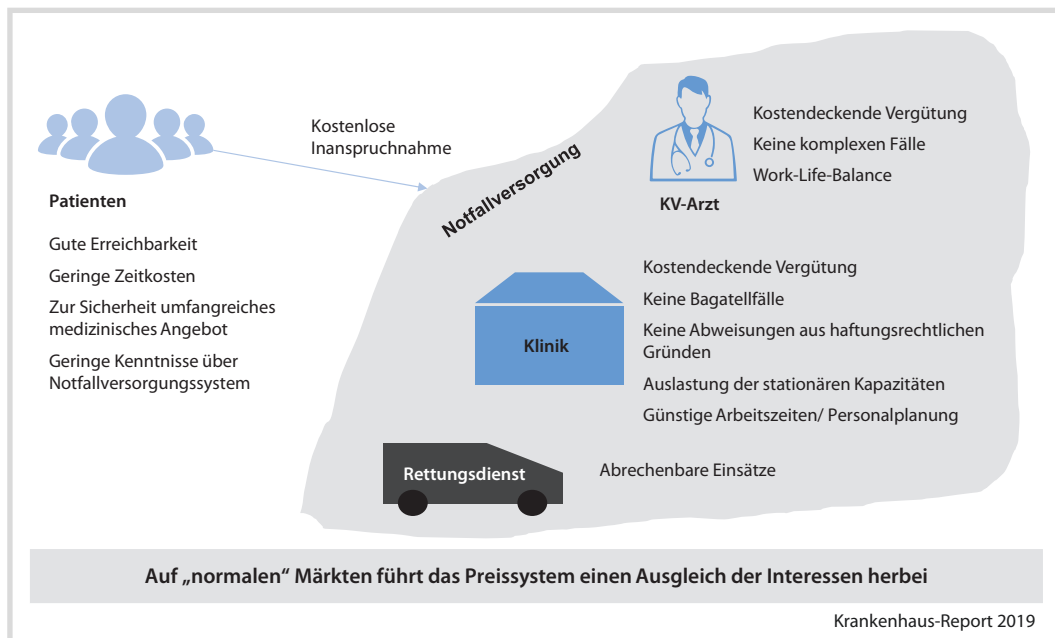 Kostenlose
Inanspruchnahme
Patienten
Gute Erreichbarkeit
Geringe Zeitkosten
Zur Sicherheit umfangreiches
medizinisches Angebot
Geringe Kenntnisse über
Notfallversorgungssystem
Notfallversorgung
KV-Arzt
Kostendeckende Vergütung
Keine komplexen Fälle
Work-Life-Balance
Klinik
Kostendeckende Vergütung
Keine Bagatellfälle
Keine Abweisungen aus haftungsrechtlichen
Gründen
Auslastung der stationären Kapazitäten
Günstige Arbeitszeiten/ Personalplanung
Rettungsdienst
Abrechenbare Einsätze
Auf „normalen“ Märkten führt das Preissystem einen Ausgleich der Interessen herbei
Krankenhaus-Report 2019